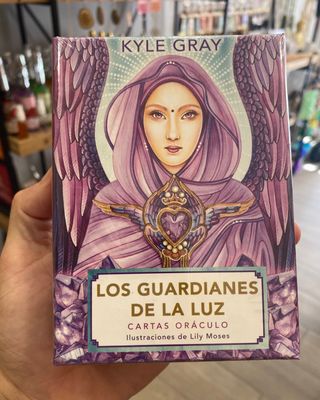 KYLE GRAY
LOS GUARDIANES
DE LA LUZ
CARTAS ORÁCULO
Ilustraciones de Lily Moses